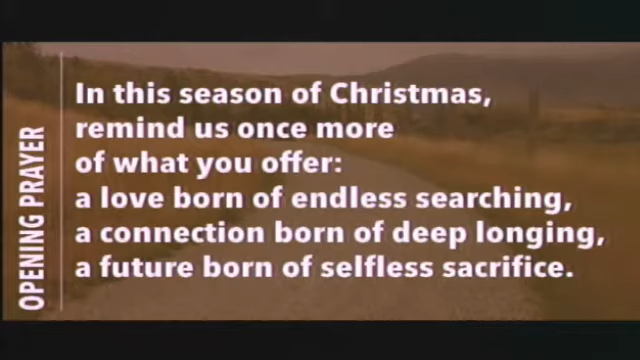 OPENING PRAYER
In this season of Christmas,
remind us once more
of what you offer:
a love born of endless searching,
a connection born of deep longing,
a future born of selfless sacrifice.